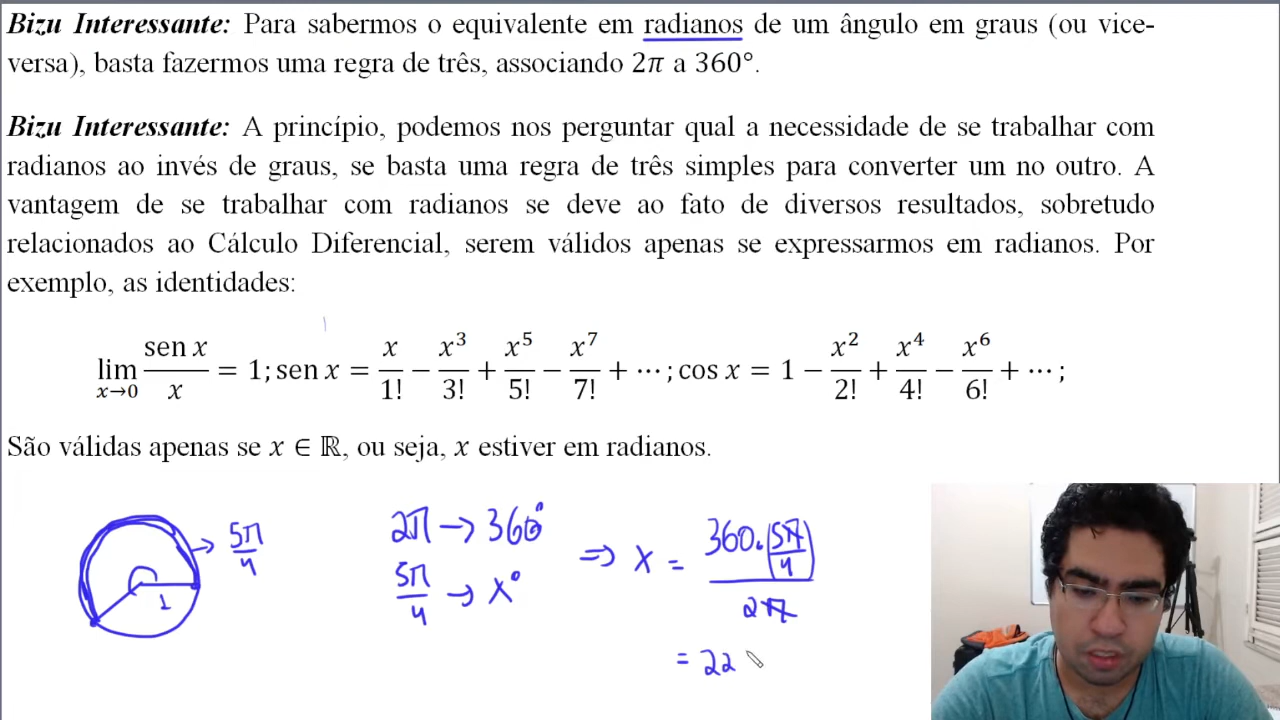 Bizu Interessante: Para sabermos o equivalente em radianos de um ângulo em graus (ou vice-
versa), basta fazermos uma regra de três, associando 2π a 360°.
Bizu Interessante: A princípio, podemos nos perguntar qual a necessidade de se trabalhar com
radianos ao invés de graus, se basta uma regra de três simples para converter um no outro. A
vantagem de se trabalhar com radianos se deve ao fato de diversos resultados, sobretudo
relacionados ao Cálculo Diferencial, serem válidos apenas se expressarmos em radianos. Por
exemplo, as identidades:
lim x→0 sen x / x = 1; sen x = x/1! − x³/3! + x⁵/5! − x⁷/7! + ⋯; cos x = 1 − x²/2! + x⁴/4! − x⁶/6! + ⋯;
São válidas apenas se x ∈ ℝ, ou seja, x estiver em radianos.
1 → 5π/4
2π → 360°
5π/4 → x°
⇒ x = 360·(5π/4) / 2π
= 22